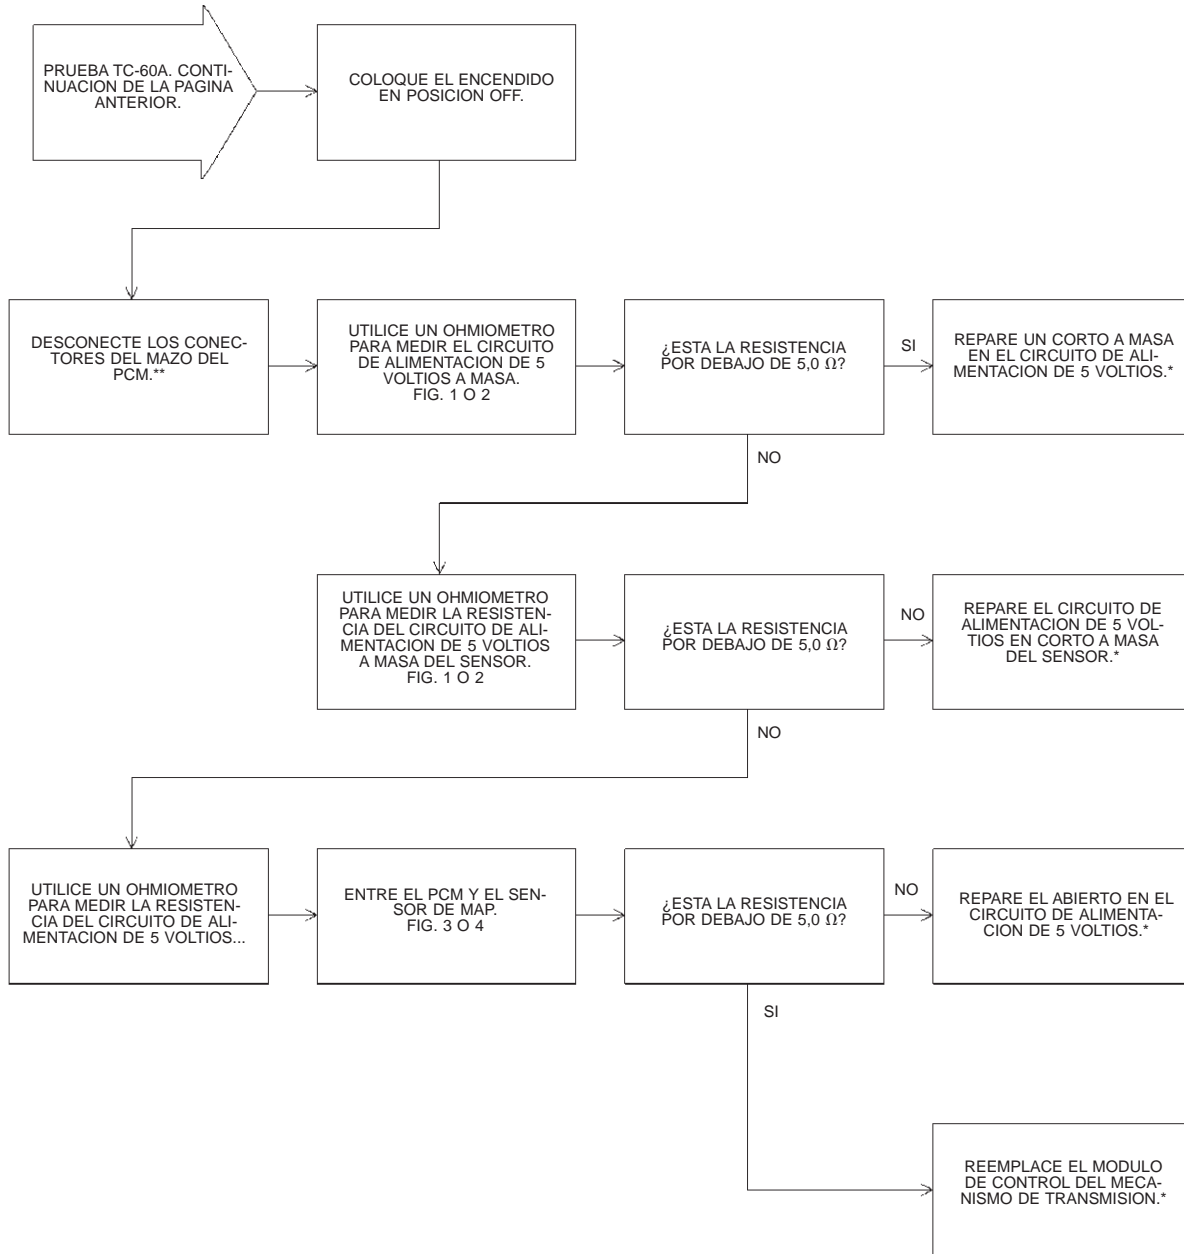 PRUEBA TC-60A. CONTI-
NUACION DE LA PAGINA
ANTERIOR.
COLOQUE EL ENCENDIDO
EN POSICION OFF.
DESCONECTE LOS CONEC-
TORES DEL MAZO DEL
PCM.**
UTILICE UN OHMIOMETRO
PARA MEDIR EL CIRCUITO
DE ALIMENTACION DE 5
VOLTIOS A MASA.
FIG. 1 O 2
¿ESTA LA RESISTENCIA
POR DEBAJO DE 5,0 Ω?
SI
REPARE UN CORTO A MASA
EN EL CIRCUITO DE ALI-
MENTACION DE 5 VOLTIOS.*
NO
UTILICE UN OHMIOMETRO
PARA MEDIR LA RESISTEN-
CIA DEL CIRCUITO DE ALI-
MENTACION DE 5 VOLTIOS
A MASA DEL SENSOR.
FIG. 1 O 2
¿ESTA LA RESISTENCIA
POR DEBAJO DE 5,0 Ω?
NO
REPARE EL CIRCUITO DE
ALIMENTACION DE 5 VOL-
TIOS EN CORTO A MASA
DEL SENSOR.*
NO
UTILICE UN OHMIOMETRO
PARA MEDIR LA RESISTEN-
CIA DEL CIRCUITO DE ALI-
MENTACION DE 5 VOLTIOS...
ENTRE EL PCM Y EL SEN-
SOR DE MAP.
FIG. 3 O 4
¿ESTA LA RESISTENCIA
POR DEBAJO DE 5,0 Ω?
NO
REPARE EL ABIERTO EN EL
CIRCUITO DE ALIMENTA-
CION DE 5 VOLTIOS.*
SI
REEMPLACE EL MODULO
DE CONTROL DEL MECA-
NISMO DE TRANSMISION.*